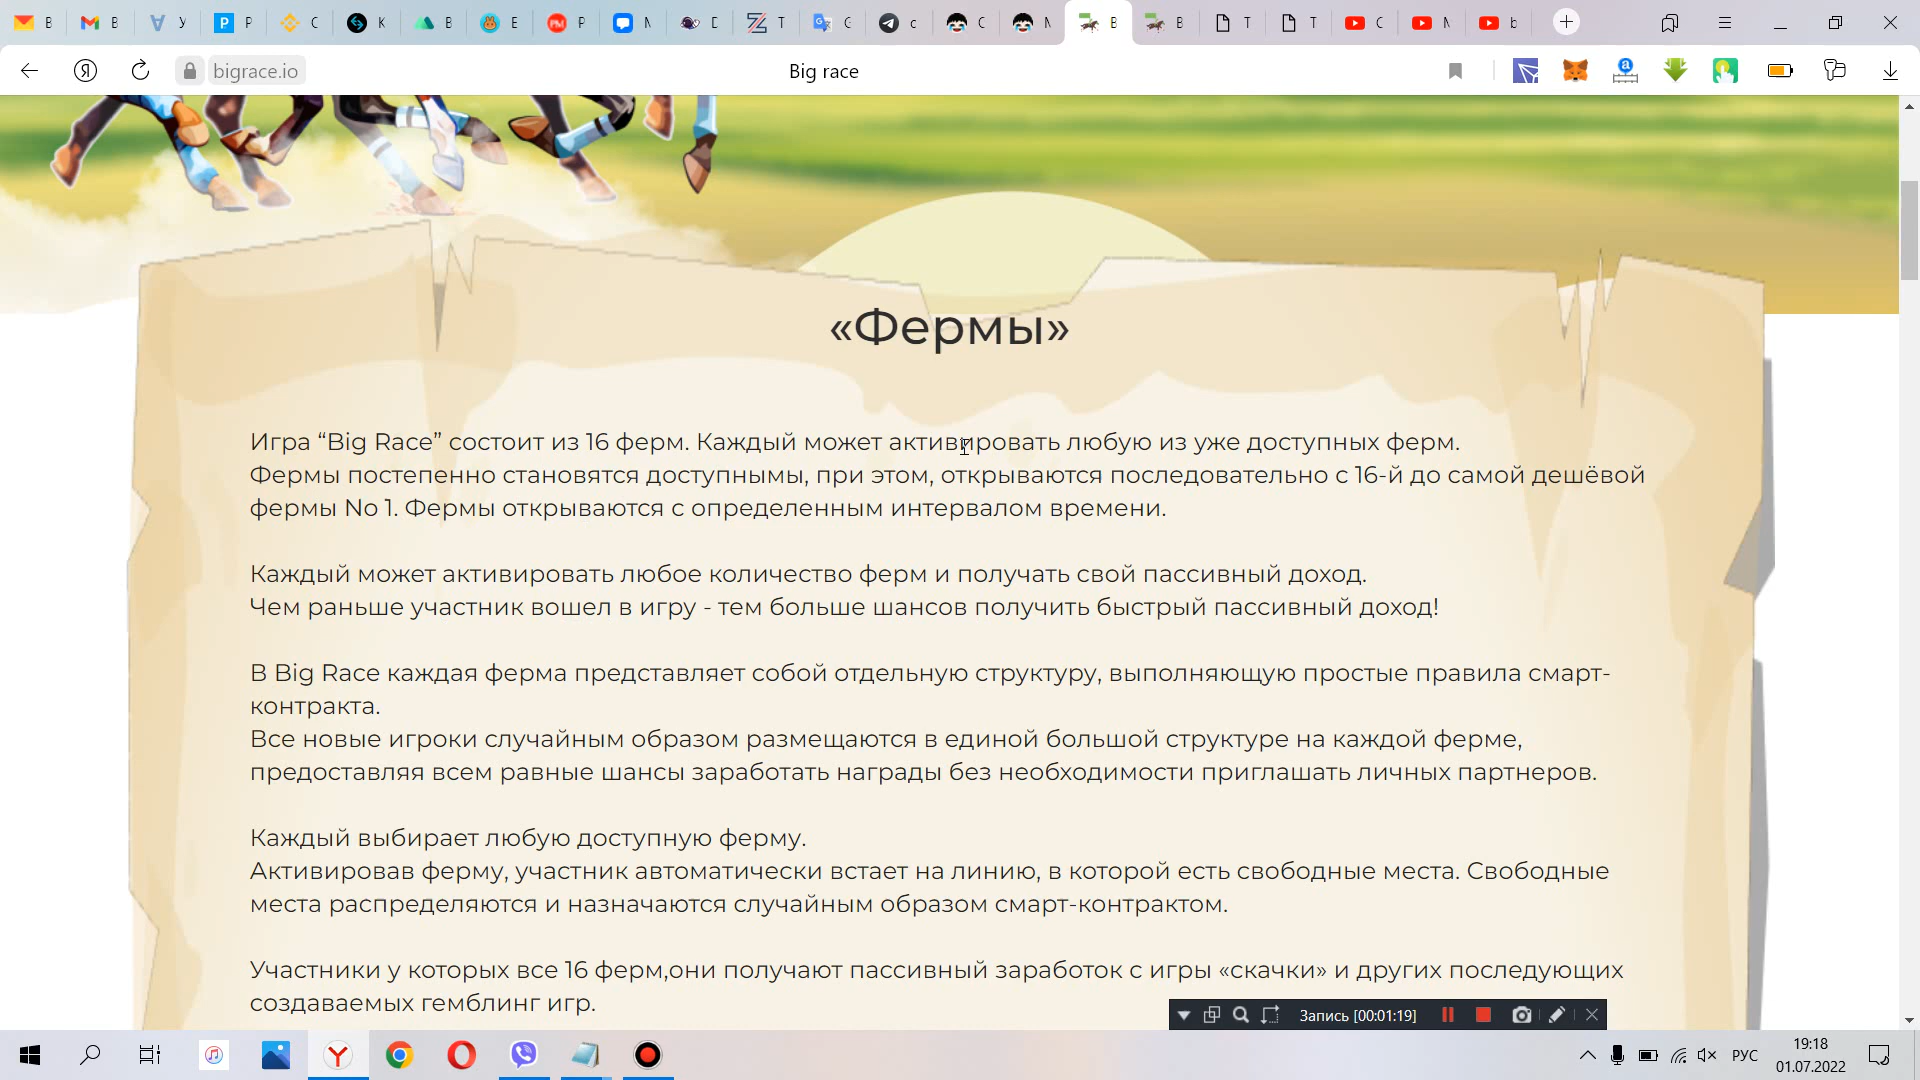 В
В
У
Р
С
К
В
Е
Р
М
D
T
G
с
С
М
В
В
Т
Т
С
М
b
bigrace.io
Big race
«Фермы»
Игра “Big Race” состоит из 16 ферм. Каждый может активировать любую из уже доступных ферм.
Фермы постепенно становятся доступнымы, при этом, открываются последовательно с 16-й до самой дешёвой
фермы No 1. Фермы открываются с определенным интервалом времени.
Каждый может активировать любое количество ферм и получать свой пассивный доход.
Чем раньше участник вошел в игру - тем больше шансов получить быстрый пассивный доход!
В Big Race каждая ферма представляет собой отдельную структуру, выполняющую простые правила смарт-
контракта.
Все новые игроки случайным образом размещаются в единой большой структуре на каждой ферме,
предоставляя всем равные шансы заработать награды без необходимости приглашать личных партнеров.
Каждый выбирает любую доступную ферму.
Активировав ферму, участник автоматически встает на линию, в которой есть свободные места. Свободные
места распределяются и назначаются случайным образом смарт-контрактом.
Участники у которых все 16 ферм,они получают пассивный заработок с игры «скачки» и других последующих
создаваемых гемблинг игр.
Запись [00:01:19]
РУС
19:18
01.07.2022